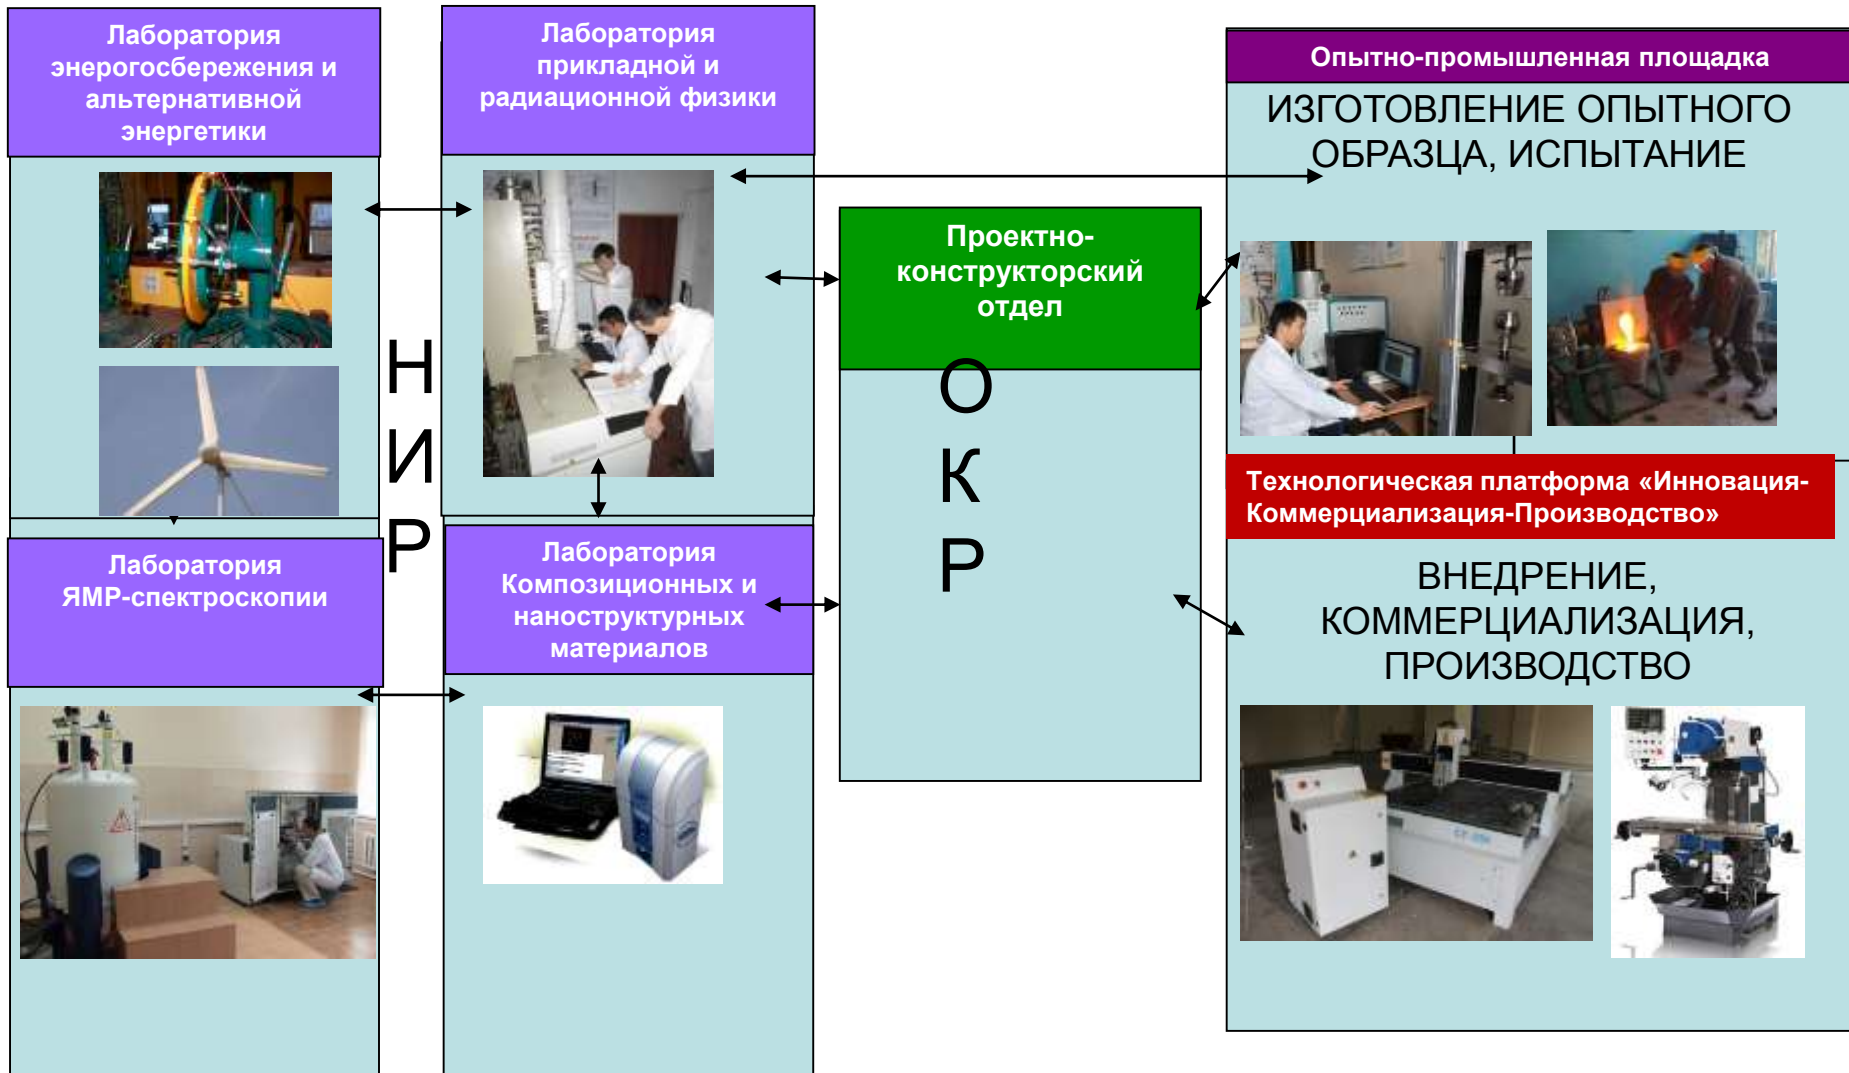 Лаборатория
энерогосбережения и
альтернативной
энергетики
Лаборатория
прикладной и
радиационной физики
Опытно-промышленная площадка
ИЗГОТОВЛЕНИЕ ОПЫТНОГО
ОБРАЗЦА, ИСПЫТАНИЕ
Проектно-
конструкторский
отдел
Н
И
Р
О
К
Р
Технологическая платформа «Инновация-
Коммерциализация-Производство»
Лаборатория
ЯМР-спектроскопии
Лаборатория
Композиционных и
наноструктурных
материалов
ВНЕДРЕНИЕ,
КОММЕРЦИАЛИЗАЦИЯ,
ПРОИЗВОДСТВО